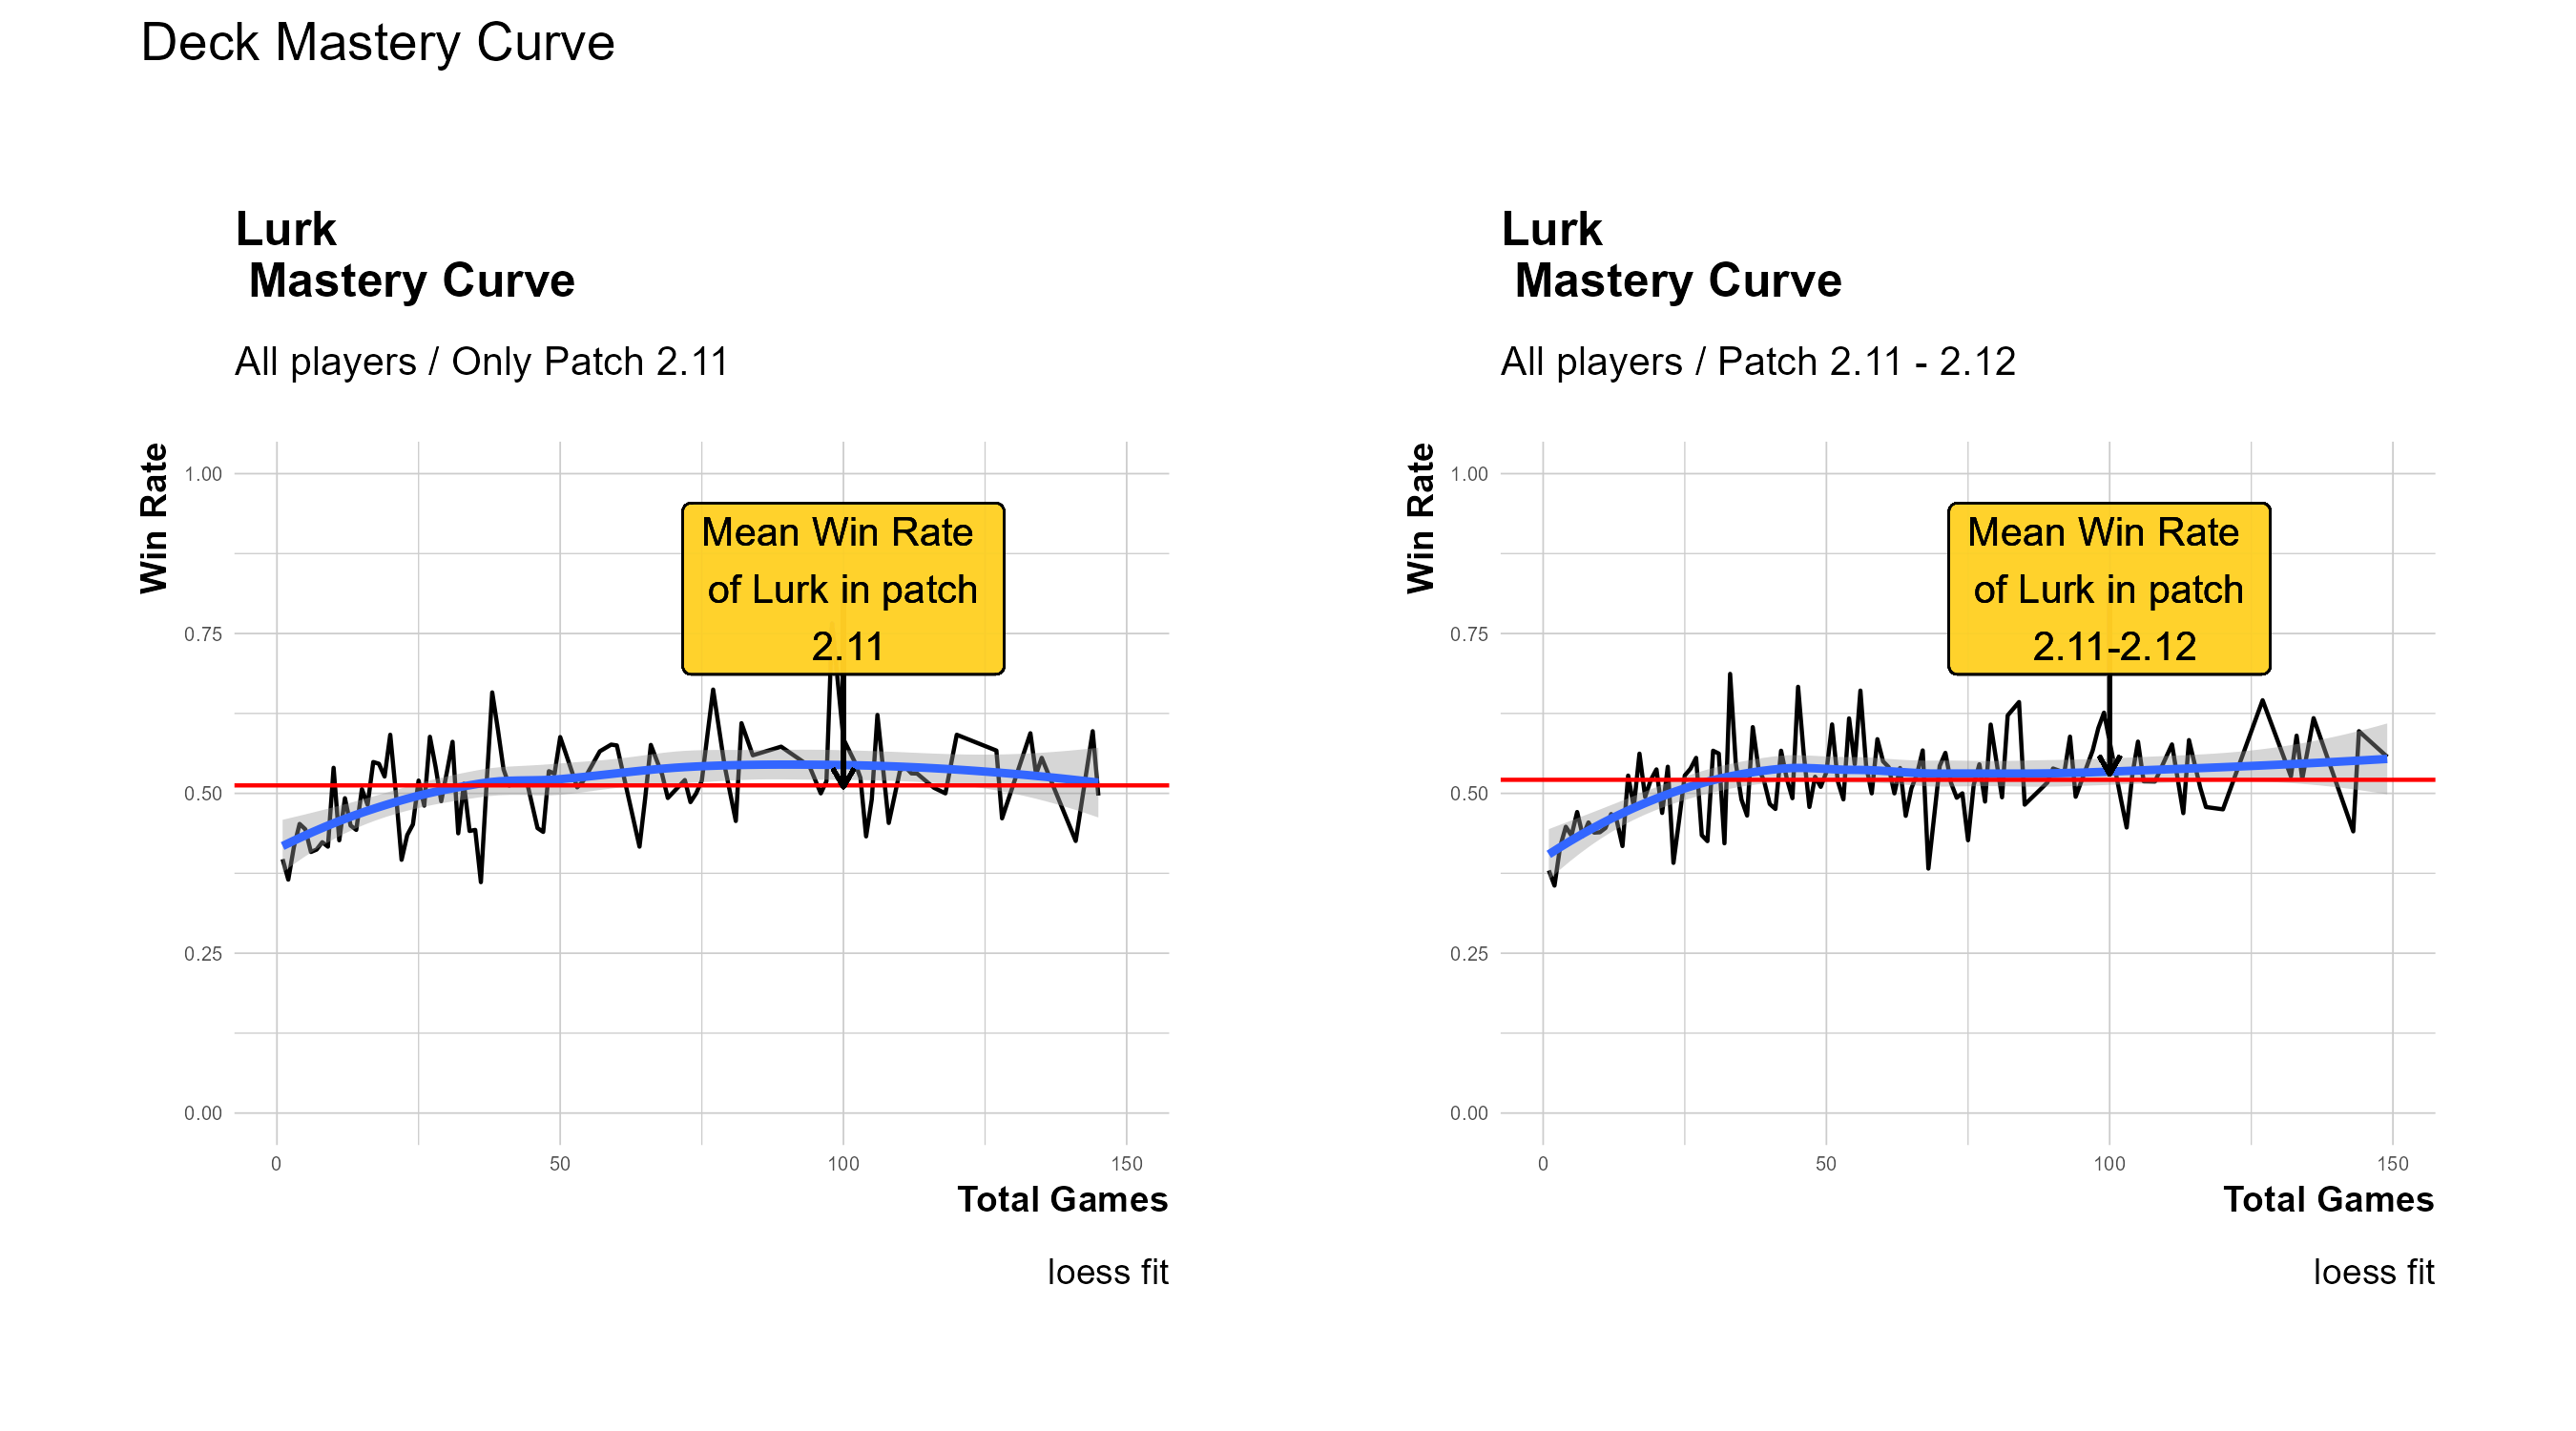 Deck Mastery Curve
Lurk
Mastery Curve
All players / Only Patch 2.11
Win Rate
1.00
0.75
0.50
0.25
0.00
Mean Win Rate
of Lurk in patch
2.11
0 50 100 150
Total Games
loess fit
Lurk
Mastery Curve
All players / Patch 2.11 - 2.12
Win Rate
1.00
0.75
0.50
0.25
0.00
Mean Win Rate
of Lurk in patch
2.11-2.12
0 50 100 150
Total Games
loess fit